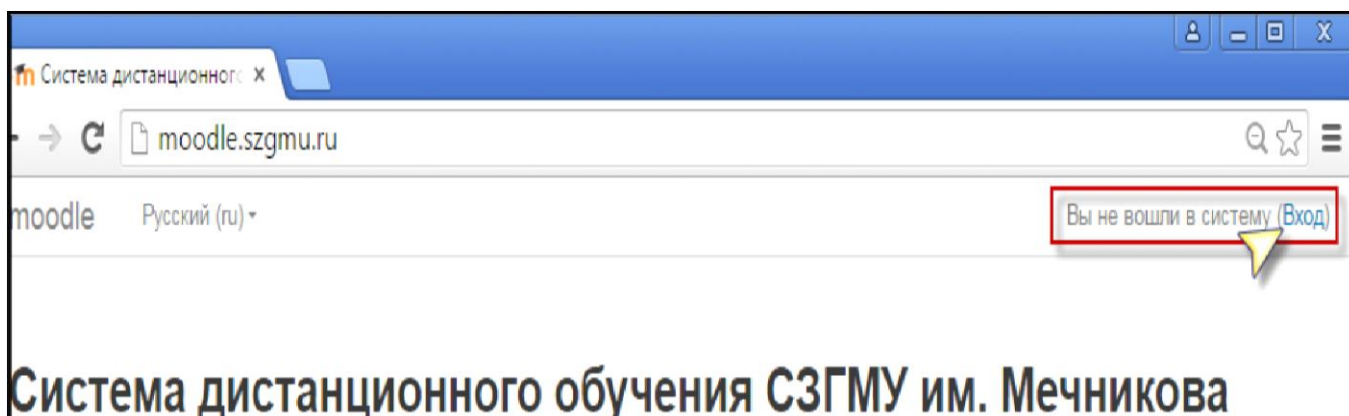 Система дистанционног
moodle.szgmu.ru
moodle Русский (ru) Вы не вошли в систему (Вход)
Система дистанционного обучения СЗГМУ им. Мечникова